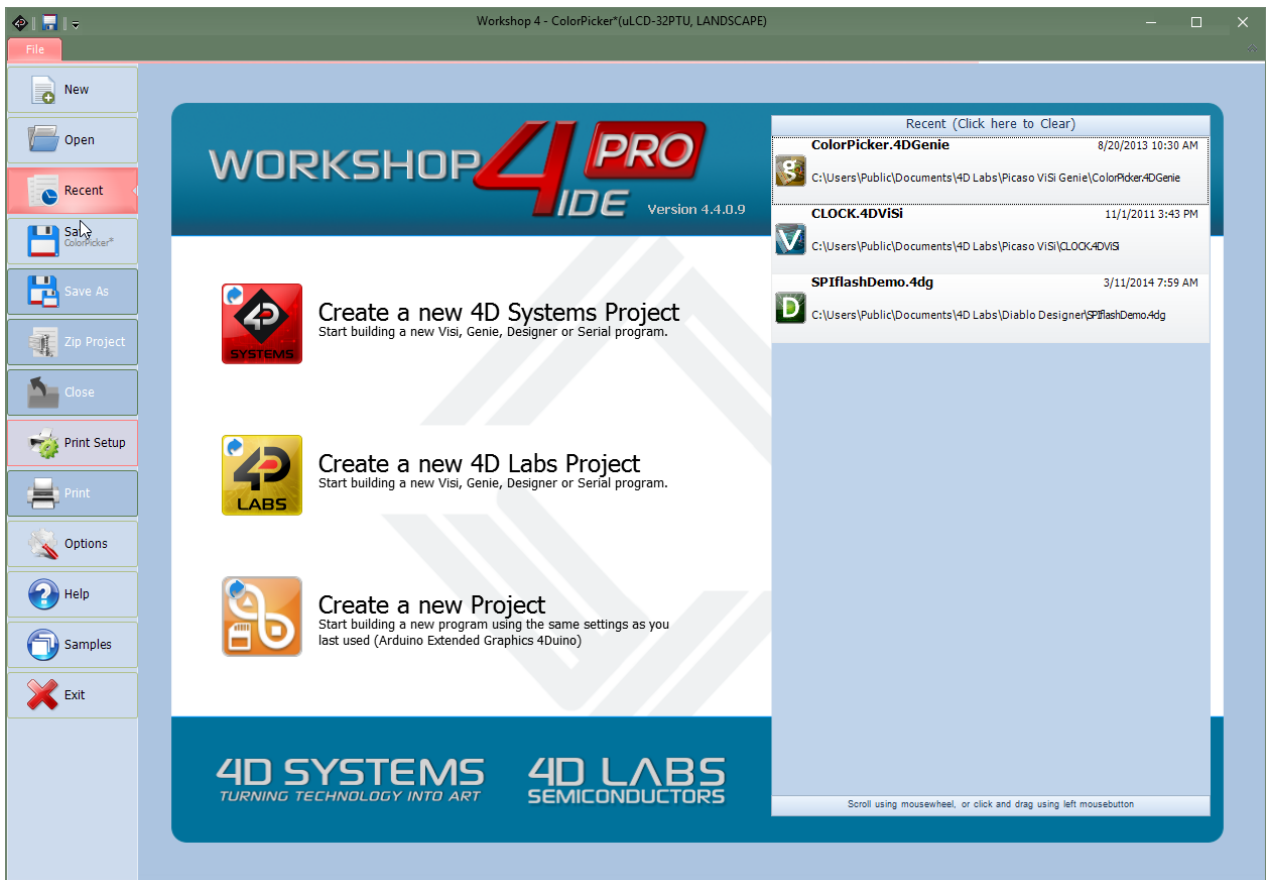 Workshop 4 - ColorPicker*(uLCD-32PTU, LANDSCAPE)
File
New
Open
Recent
ColorPicker*
Save As
Zip Project
Close
Print Setup
Print
Options
Help
Samples
Exit
WORKSHOP 4 PRO
IDE Version 4.4.0.9
4D
SYSTEMS
Create a new 4D Systems Project
Start building a new Visi, Genie, Designer or Serial program.
4D
LABS
Create a new 4D Labs Project
Start building a new Visi, Genie, Designer or Serial program.
Create a new Project
Start building a new program using the same settings as you
last used (Arduino Extended Graphics 4Duino)
4D SYSTEMS
TURNING TECHNOLOGY INTO ART
4D LABS
SEMICONDUCTORS
Recent (Click here to Clear)
ColorPicker.4DGenie 8/20/2013 10:30 AM
g
C:\Users\Public\Documents\4D Labs\Picaso ViSi Genie\ColorPicker.4DGenie
CLOCK.4DViSi 11/1/2011 3:43 PM
V
C:\Users\Public\Documents\4D Labs\Picaso ViSi\CLOCK.4DViSi
SPIflashDemo.4dg 3/11/2014 7:59 AM
D
C:\Users\Public\Documents\4D Labs\Diablo Designer\SPIflashDemo.4dg
Scroll using mousewheel, or click and drag using left mousebutton